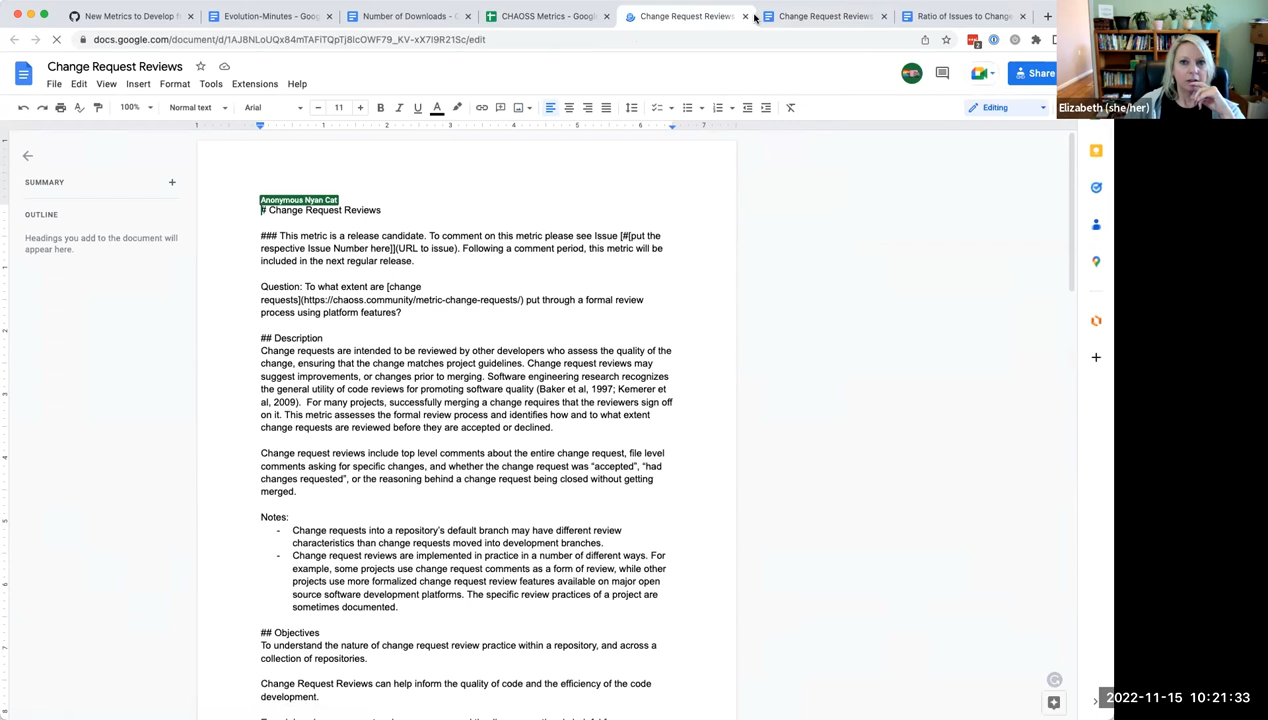 New Metrics to Develop f
Evolution-Minutes - Goog
Number of Downloads - G
CHAOSS Metrics - Googl
Change Request Reviews
Change Request Reviews
Ratio of Issues to Change
docs.google.com/document/d/1AJ8NLoUQx84mTAFlTQpTj8IcOWF79_KV-xX7I9R21Sc/edit
2
Change Request Reviews
File Edit View Insert Format Tools Extensions Help
Share
100% Normal text Arial 11 B I U A Editing
Elizabeth (she/her)
1 1 2 3 4 5 6 7
SUMMARY
OUTLINE
Headings you add to the document will
appear here.
Anonymous Nyan Cat
# Change Request Reviews
### This metric is a release candidate. To comment on this metric please see Issue [#[put the
respective Issue Number here]](URL to issue). Following a comment period, this metric will be
included in the next regular release.
Question: To what extent are [change
requests](https://chaoss.community/metric-change-requests/) put through a formal review
process using platform features?
## Description
Change requests are intended to be reviewed by other developers who assess the quality of the
change, ensuring that the change matches project guidelines. Change request reviews may
suggest improvements, or changes prior to merging. Software engineering research recognizes
the general utility of code reviews for promoting software quality (Baker et al, 1997; Kemerer et
al, 2009). For many projects, successfully merging a change requires that the reviewers sign off
on it. This metric assesses the formal review process and identifies how and to what extent
change requests are reviewed before they are accepted or declined.
Change request reviews include top level comments about the entire change request, file level
comments asking for specific changes, and whether the change request was “accepted”, “had
changes requested”, or the reasoning behind a change request being closed without getting
merged.
Notes:
- Change requests into a repository’s default branch may have different review
characteristics than change requests moved into development branches.
- Change request reviews are implemented in practice in a number of different ways. For
example, some projects use change request comments as a form of review, while other
projects use more formalized change request review features available on major open
source software development platforms. The specific review practices of a project are
sometimes documented.
## Objectives
To understand the nature of change request review practice within a repository, and across a
collection of repositories.
Change Request Reviews can help inform the quality of code and the efficiency of the code
development.
2022-11-15 10:21:33